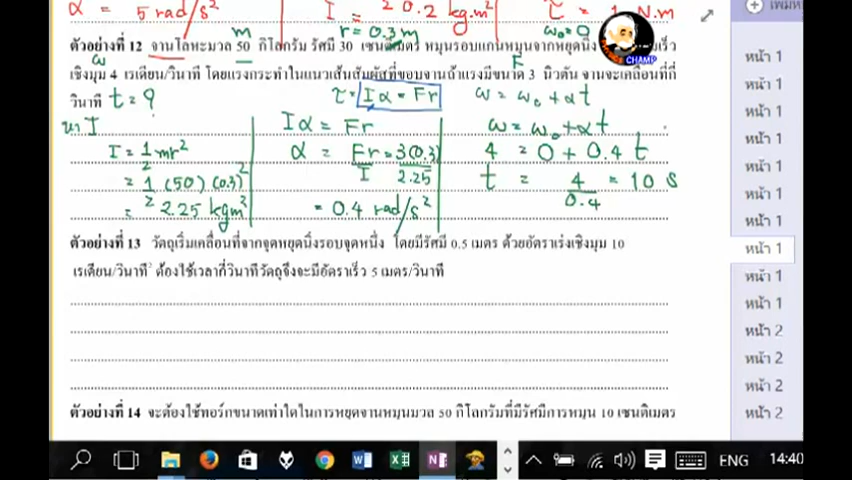 α = 5 rad/s² I = 0.2 kg.m² τ = 1 N.m
m r = 0.3 m ω₀ = 0
ตัวอย่างที่ 12 จานโลหะมวล 50 กิโลกรัม รัศมี 30 เซนติเมตร หมุนรอบแกนหมุนจากหยุดนิ่ง
ω F CHAMP
เชิงมุม 4 เรเดียน/วินาที โดยแรงกระทำในแนวเส้นสัมผัสที่ขอบจานถ้าแรงมีขนาด 3 นิวตัน จานจะเคลื่อนที่กี่
วินาที t = ? τ = Iα = Fr ω = ω₀ + αt
หา I Iα = Fr ω = ω₀ + αt
I = 1/2 mr² α = Fr/I = 3(0.3)/2.25 4 = 0 + 0.4 t
= 1/2 (50)(0.3)² t = 4/0.4 = 10 s
= 2.25 kgm² = 0.4 rad/s²
ตัวอย่างที่ 13 วัตถุเริ่มเคลื่อนที่จากจุดหยุดนิ่งรอบจุดหนึ่ง โดยมีรัศมี 0.5 เมตร ด้วยอัตราเร่งเชิงมุม 10
เรเดียน/วินาที² ต้องใช้เวลากี่วินาทีวัตถุจึงจะมีอัตราเร็ว 5 เมตร/วินาที
ตัวอย่างที่ 14 จะต้องใช้ทอร์กขนาดเท่าใดในการหยุดจานหมุนมวล 50 กิโลกรัมที่มีรัศมีการหมุน 10 เซนติเมตร
หน้า 1
หน้า 1
หน้า 1
หน้า 1
หน้า 1
หน้า 1
หน้า 1
หน้า 1
หน้า 1
หน้า 1
หน้า 2
หน้า 2
หน้า 2
หน้า 2
ENG 14:40